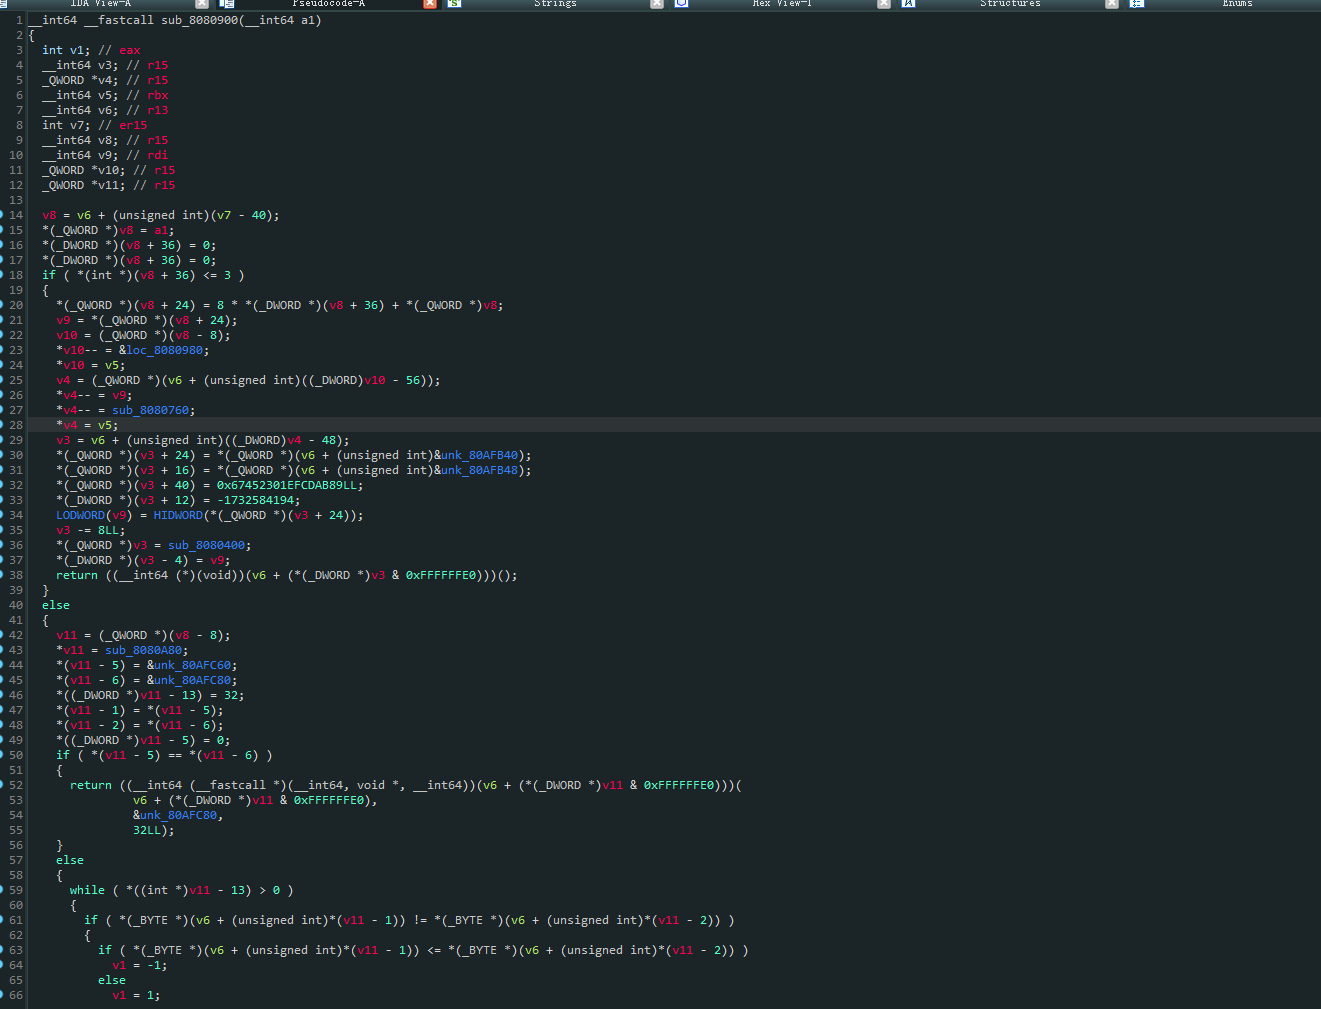 IDA View-A Pseudocode-A Strings Hex View-1 Structures Enums
1 __int64 __fastcall sub_8080900(__int64 a1)
2 {
3 int v1; // eax
4 __int64 v3; // r15
5 _QWORD *v4; // r15
6 __int64 v5; // rbx
7 __int64 v6; // r13
8 int v7; // er15
9 __int64 v8; // r15
10 __int64 v9; // rdi
11 _QWORD *v10; // r15
12 _QWORD *v11; // r15
13
14 v8 = v6 + (unsigned int)(v7 - 40);
15 *(_QWORD *)v8 = a1;
16 *(_DWORD *)(v8 + 36) = 0;
17 *(_DWORD *)(v8 + 36) = 0;
18 if ( *(int *)(v8 + 36) <= 3 )
19 {
20 *(_QWORD *)(v8 + 24) = 8 * *(_DWORD *)(v8 + 36) + *(_QWORD *)v8;
21 v9 = *(_QWORD *)(v8 + 24);
22 v10 = (_QWORD *)(v8 - 8);
23 *v10-- = &loc_8080980;
24 *v10 = v5;
25 v4 = (_QWORD *)(v6 + (unsigned int)((_DWORD)v10 - 56));
26 *v4-- = v9;
27 *v4-- = sub_8080760;
28 *v4 = v5;
29 v3 = v6 + (unsigned int)((_DWORD)v4 - 48);
30 *(_QWORD *)(v3 + 24) = *(_QWORD *)(v6 + (unsigned int)&unk_80AFB40);
31 *(_QWORD *)(v3 + 16) = *(_QWORD *)(v6 + (unsigned int)&unk_80AFB48);
32 *(_QWORD *)(v3 + 40) = 0x67452301EFCDAB89LL;
33 *(_DWORD *)(v3 + 12) = -1732584194;
34 LODWORD(v9) = HIDWORD(*(_QWORD *)(v3 + 24));
35 v3 -= 8LL;
36 *(_QWORD *)v3 = sub_8080400;
37 *(_DWORD *)(v3 - 4) = v9;
38 return ((__int64 (*)(void))(v6 + (*(_DWORD *)v3 & 0xFFFFFFE0)))();
39 }
40 else
41 {
42 v11 = (_QWORD *)(v8 - 8);
43 *v11 = sub_8080A80;
44 *(v11 - 5) = &unk_80AFC60;
45 *(v11 - 6) = &unk_80AFC80;
46 *((_DWORD *)v11 - 13) = 32;
47 *(v11 - 1) = *(v11 - 5);
48 *(v11 - 2) = *(v11 - 6);
49 *((_DWORD *)v11 - 5) = 0;
50 if ( *(v11 - 5) == *(v11 - 6) )
51 {
52 return ((__int64 (__fastcall *)(__int64, void *, __int64))(v6 + (*(_DWORD *)v11 & 0xFFFFFFE0)))(
53 v6 + (*(_DWORD *)v11 & 0xFFFFFFE0),
54 &unk_80AFC80,
55 32LL);
56 }
57 else
58 {
59 while ( *((int *)v11 - 13) > 0 )
60 {
61 if ( *(_BYTE *)(v6 + (unsigned int)*(v11 - 1)) != *(_BYTE *)(v6 + (unsigned int)*(v11 - 2)) )
62 {
63 if ( *(_BYTE *)(v6 + (unsigned int)*(v11 - 1)) <= *(_BYTE *)(v6 + (unsigned int)*(v11 - 2)) )
64 v1 = -1;
65 else
66 v1 = 1;